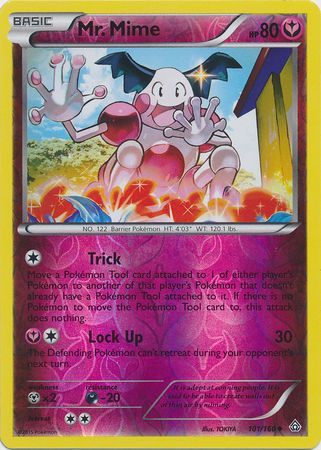 BASIC
Mr. Mime
HP80
NO. 122 Barrier Pokémon HT: 4'03" WT: 120.1 lbs.
Trick
Move a Pokémon Tool card attached to 1 of either player's
Pokémon to another of that player's Pokémon that doesn't
already have a Pokémon Tool attached to it. If there is no
Pokémon to move the Pokémon Tool card to, this attack
does nothing.
Lock Up 30
The Defending Pokémon can't retreat during your opponent's
next turn.
weakness resistance
×2 -20
retreat
It is adept at conning people. It is
said to be able to create walls out
of thin air by miming.
©2015 Pokémon
Illus. TOKIYA
101/160